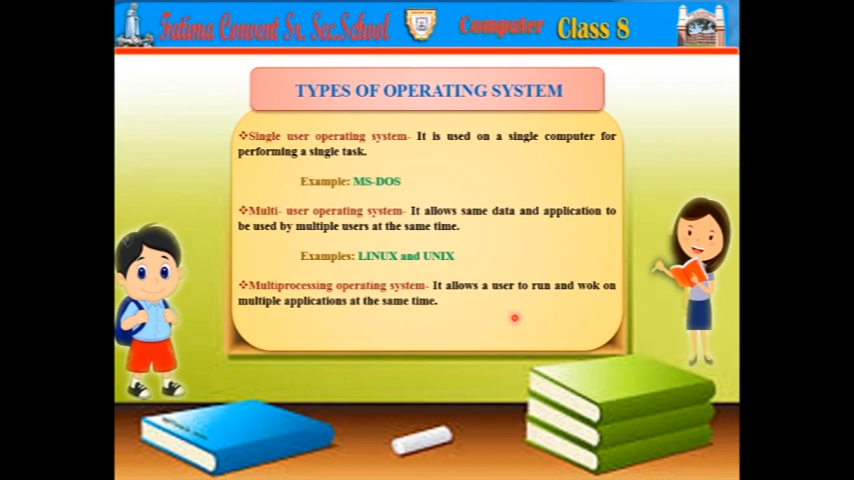 Fatima Convent Sr. Sec.School Computer Class 8
TYPES OF OPERATING SYSTEM
❖Single user operating system- It is used on a single computer for
performing a single task.
Example: MS-DOS
❖Multi- user operating system- It allows same data and application to
be used by multiple users at the same time.
Examples: LINUX and UNIX
❖Multiprocessing operating system- It allows a user to run and wok on
multiple applications at the same time.